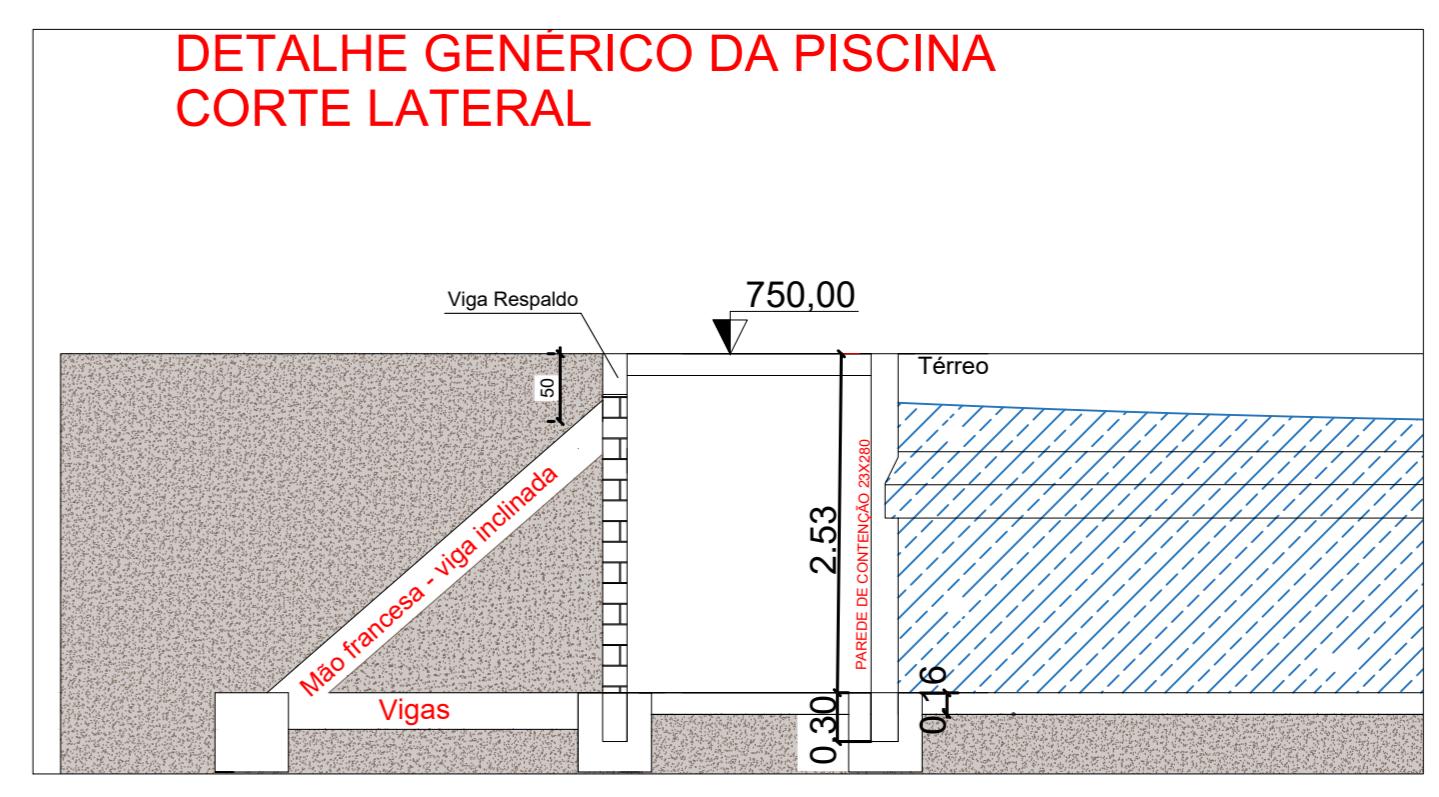 DETALHE GENÉRICO DA PISCINA
CORTE LATERAL
Viga Respaldo
750,00
Térreo
50
PAREDE DE CONTENÇÃO 23X280
2.53
Mão francesa - viga inclinada
Vigas
0.30
0,16